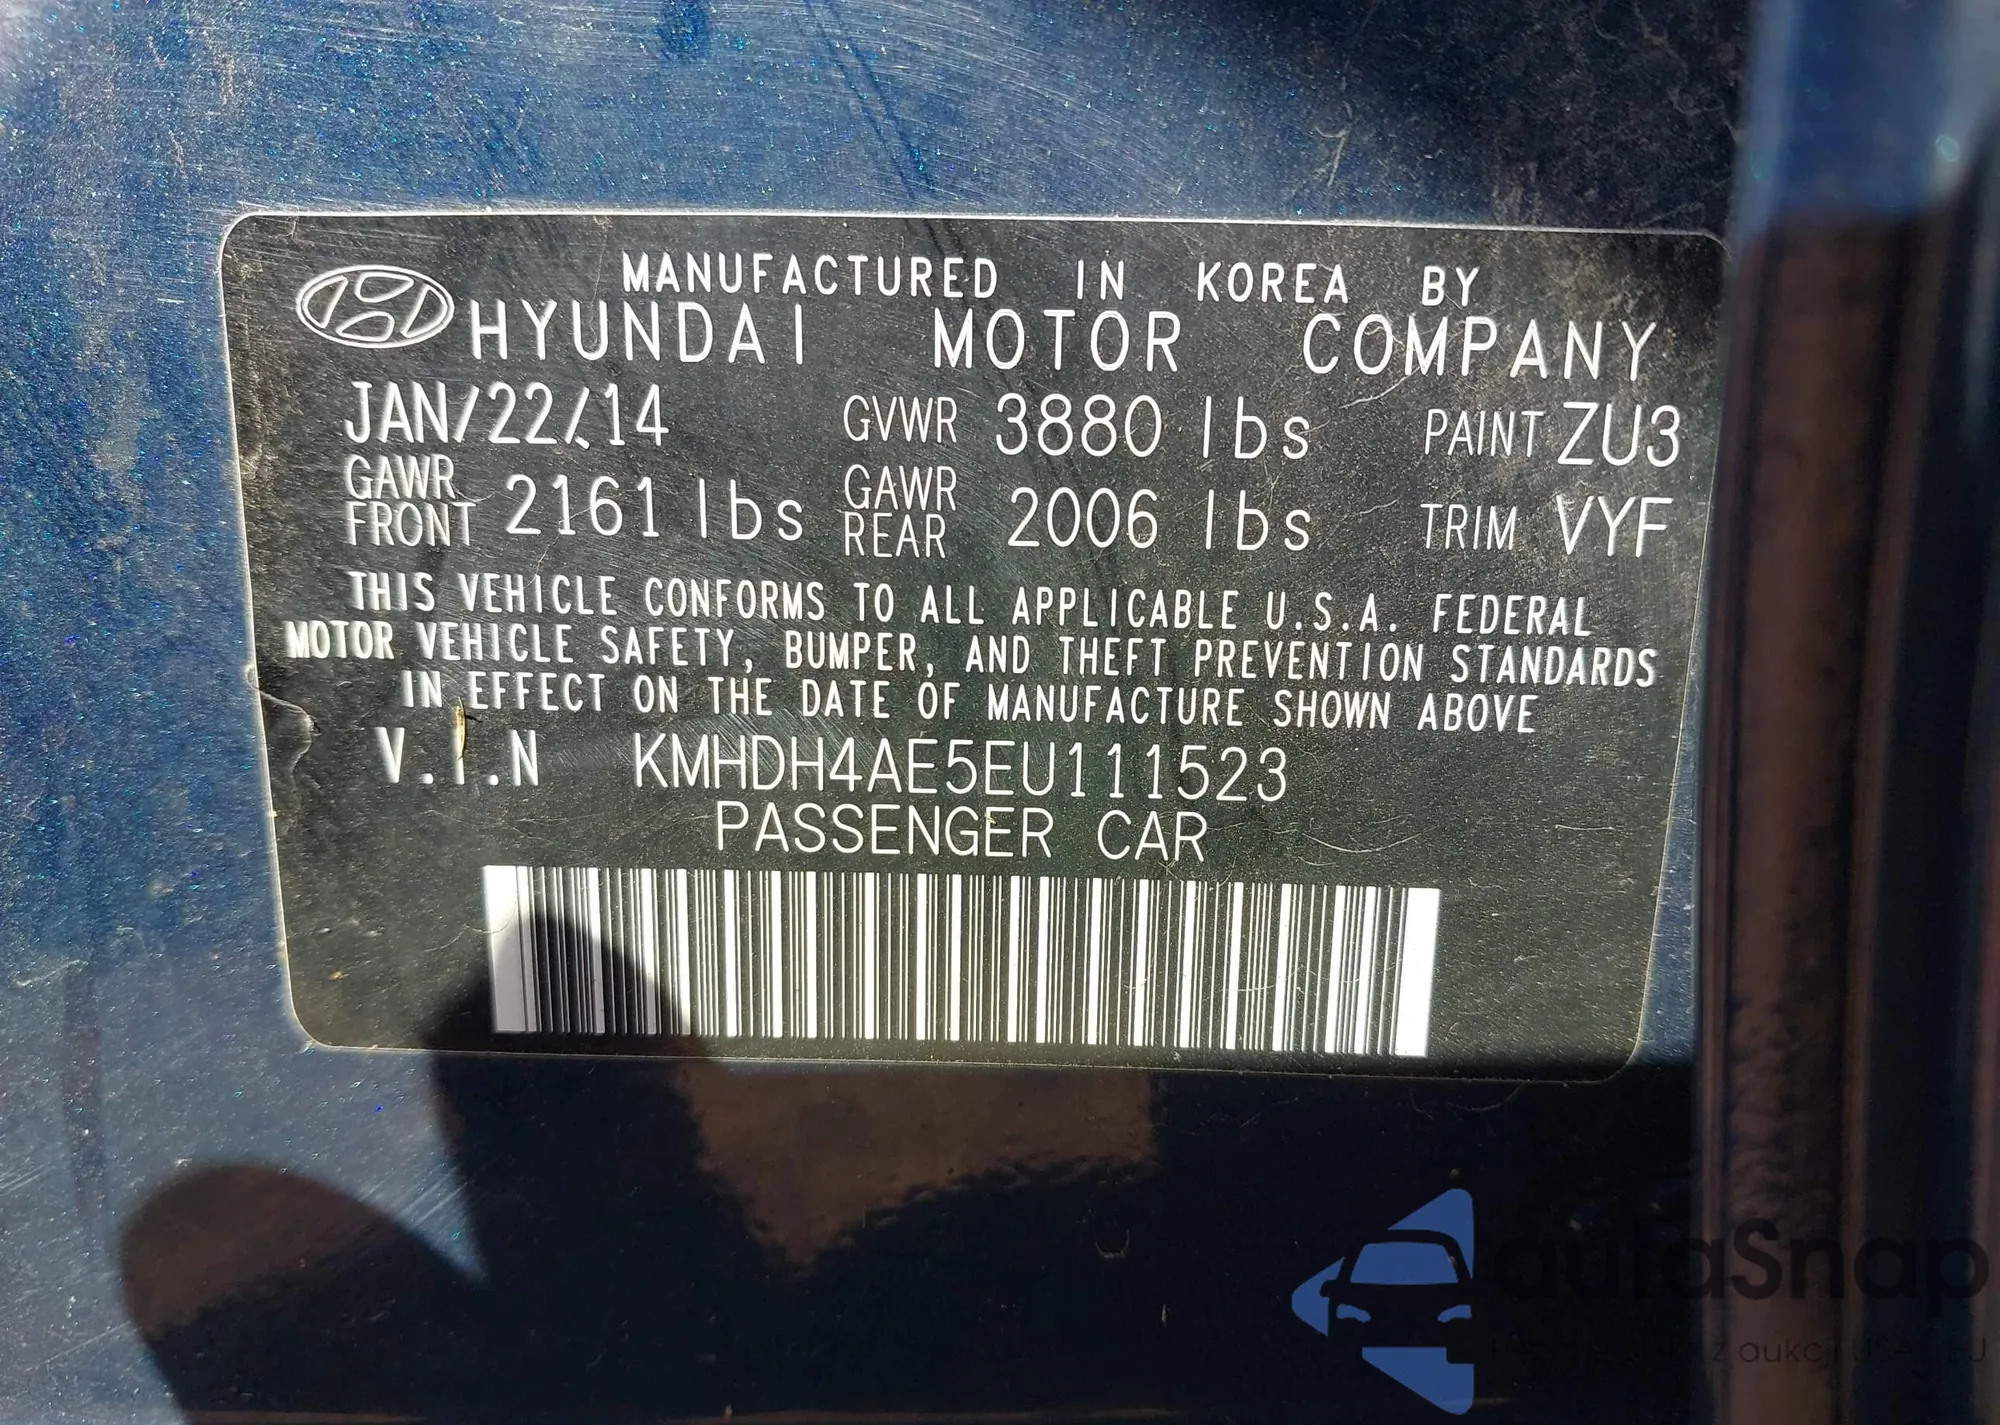 MANUFACTURED IN KOREA BY
HYUNDAI MOTOR COMPANY
JAN/22/14 GVWR 3880 lbs PAINT ZU3
GAWR FRONT 2161 lbs GAWR REAR 2006 lbs TRIM VYF
THIS VEHICLE CONFORMS TO ALL APPLICABLE U.S.A. FEDERAL
MOTOR VEHICLE SAFETY, BUMPER, AND THEFT PREVENTION STANDARDS
IN EFFECT ON THE DATE OF MANUFACTURE SHOWN ABOVE
V.I.N KMHDH4AE5EU111523
PASSENGER CAR
autaSnap
z aukcji